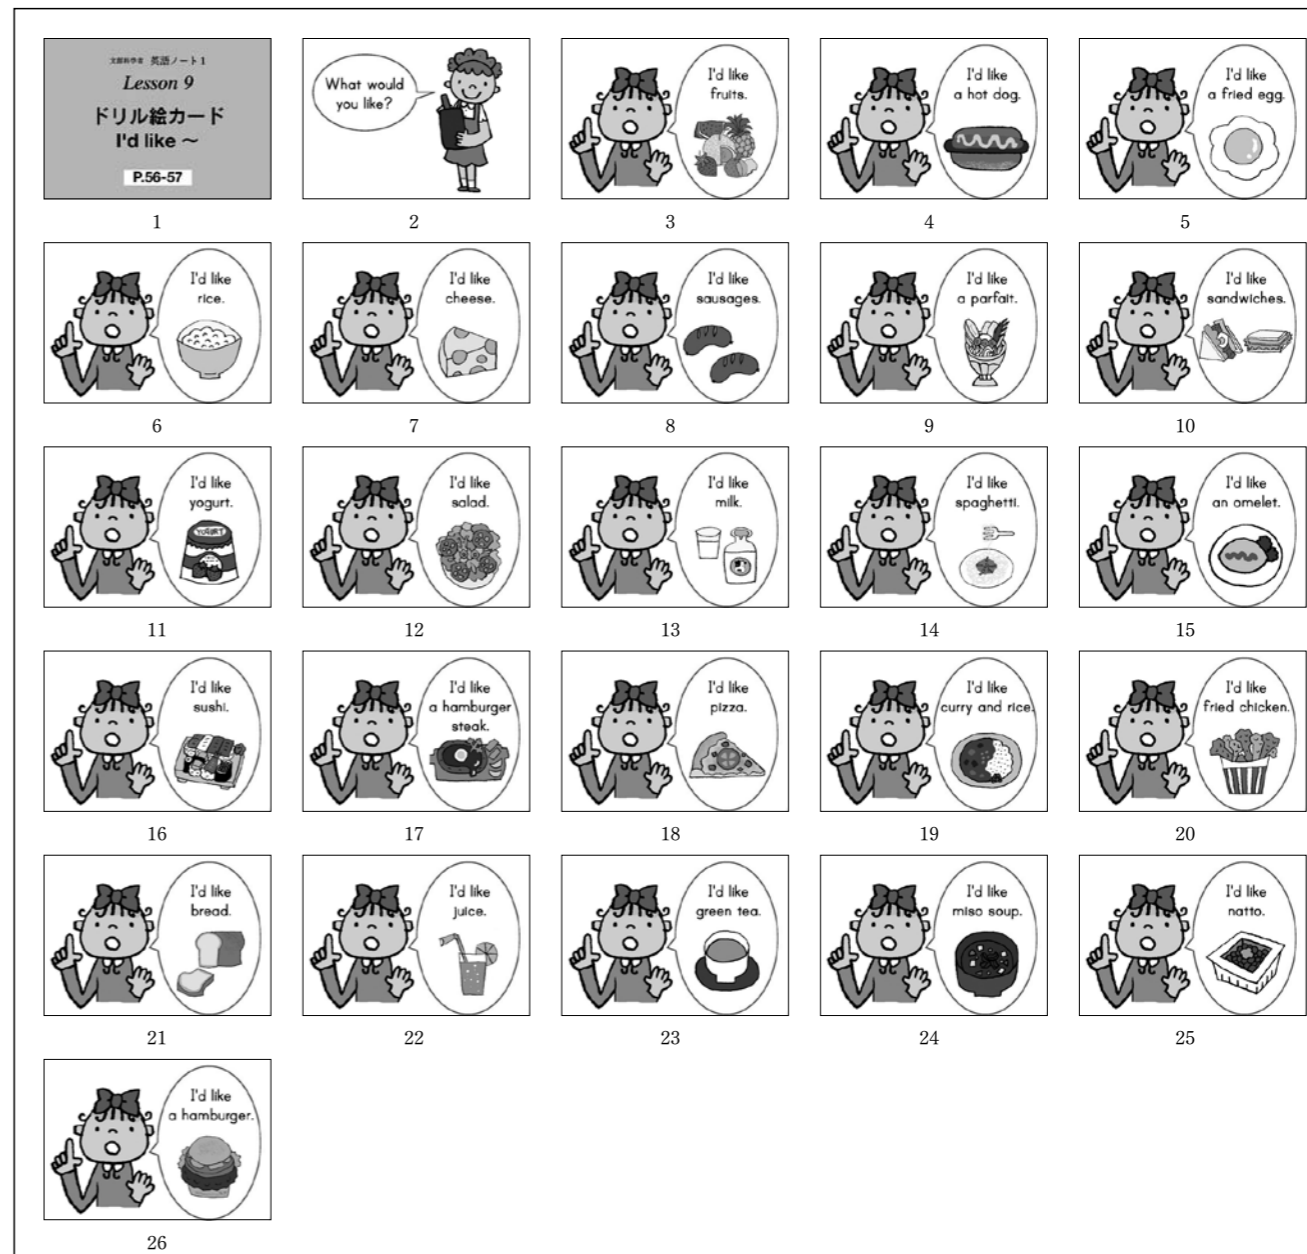 文部科学省 英語ノート1
Lesson 9
ドリル絵カード
I'd like ～
P.56-57
1
What would
you like?
2
I'd like
fruits.
3
I'd like
a hot dog.
4
I'd like
a fried egg.
5
I'd like
rice.
6
I'd like
cheese.
7
I'd like
sausages.
8
I'd like
a parfait.
9
I'd like
sandwiches.
10
I'd like
yogurt.
YOGURT
11
I'd like
salad.
12
I'd like
milk.
13
I'd like
spaghetti.
14
I'd like
an omelet.
15
I'd like
sushi.
16
I'd like
a hamburger
steak.
17
I'd like
pizza.
18
I'd like
curry and rice.
19
I'd like
fried chicken.
20
I'd like
bread.
21
I'd like
juice.
22
I'd like
green tea.
23
I'd like
miso soup.
24
I'd like
natto.
25
I'd like
a hamburger.
26